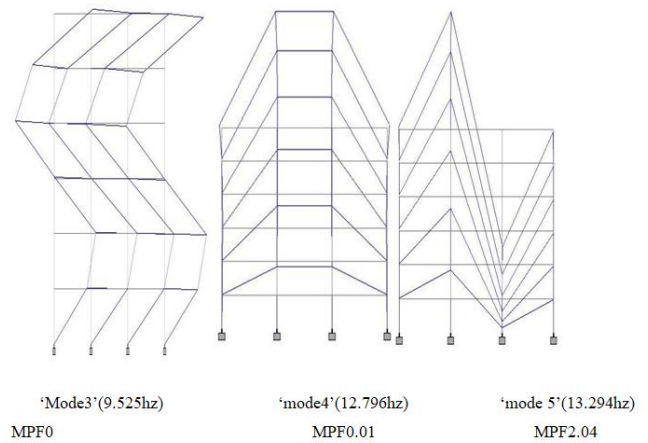 ‘Mode3’(9.525hz) ‘mode4’(12.796hz) ‘mode 5’(13.294hz)
MPF0 MPF0.01 MPF2.04